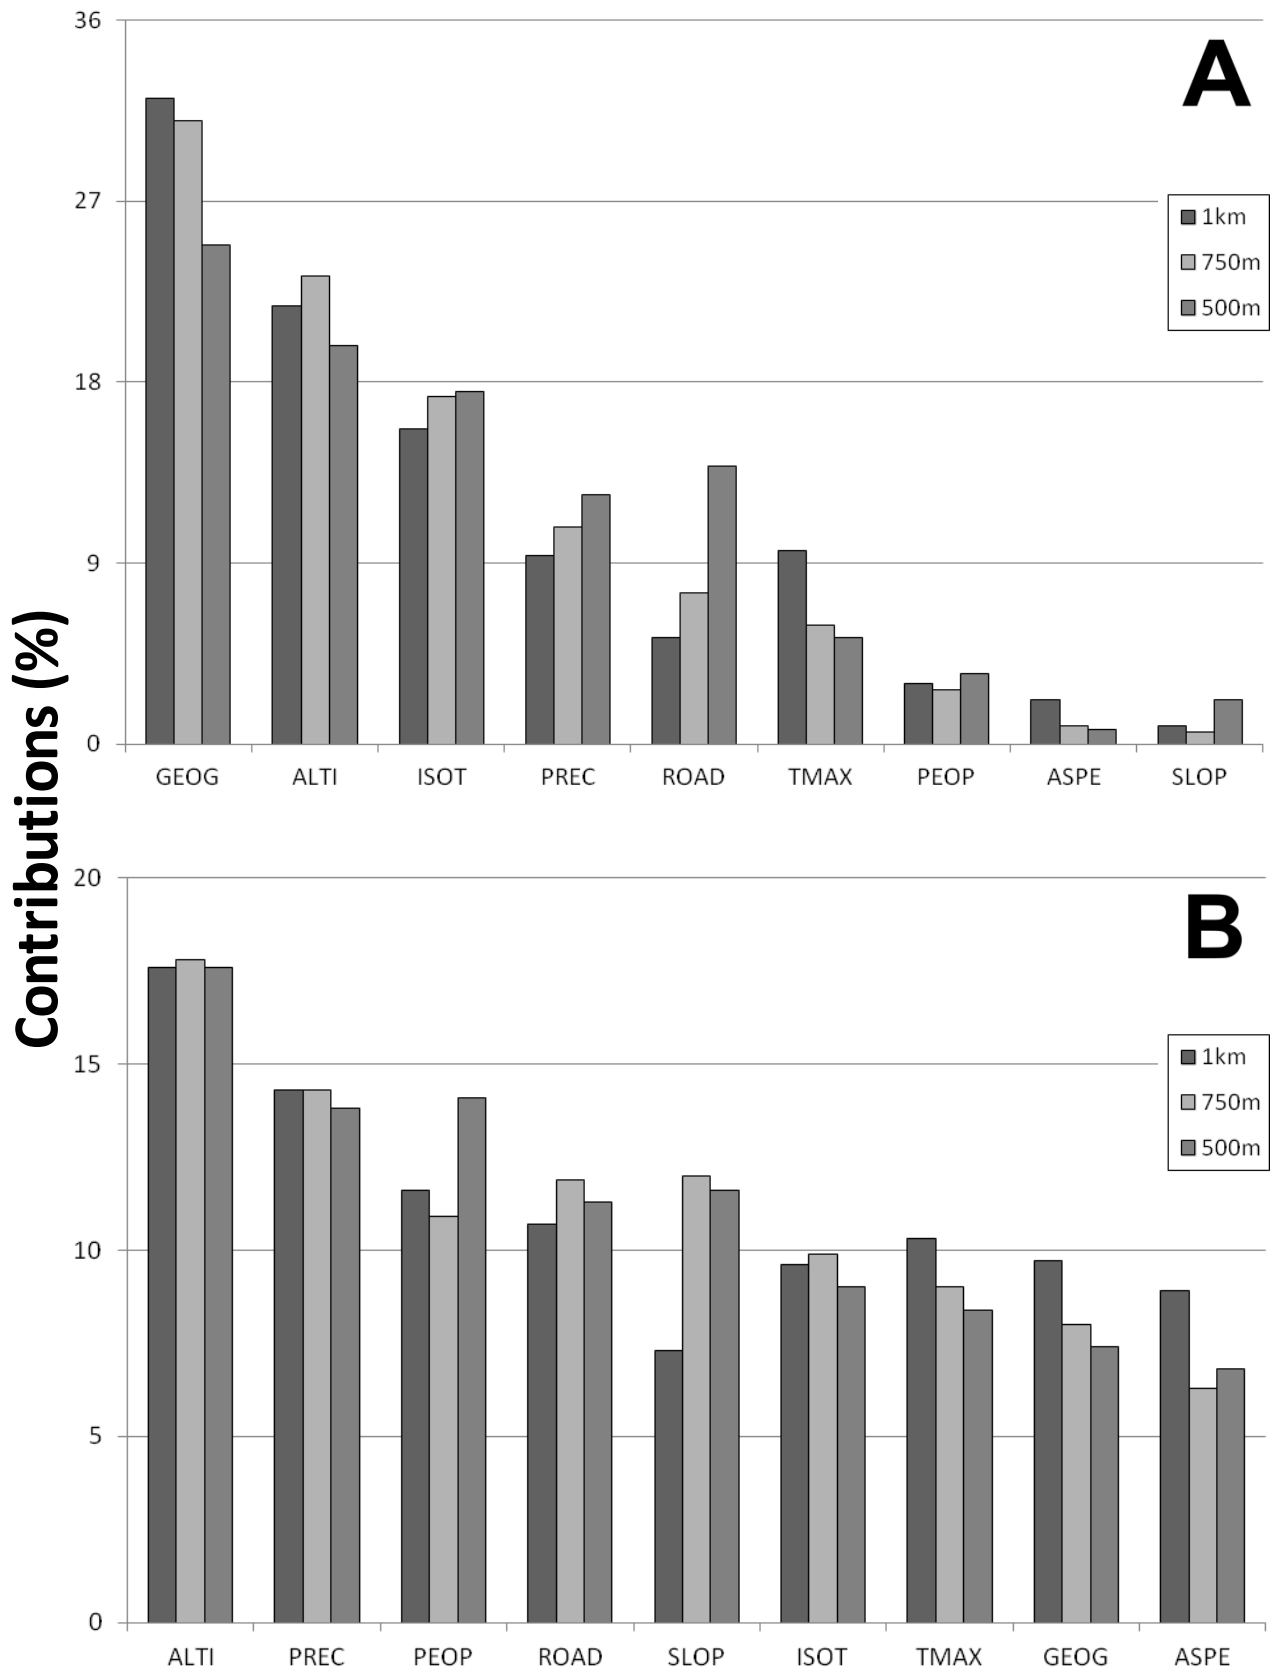 Contributions (%)
A
36
27
18
9
0
1km
750m
500m
GEOG ALTI ISOT PREC ROAD TMAX PEOP ASPE SLOP
B
20
15
10
5
0
1km
750m
500m
ALTI PREC PEOP ROAD SLOP ISOT TMAX GEOG ASPE